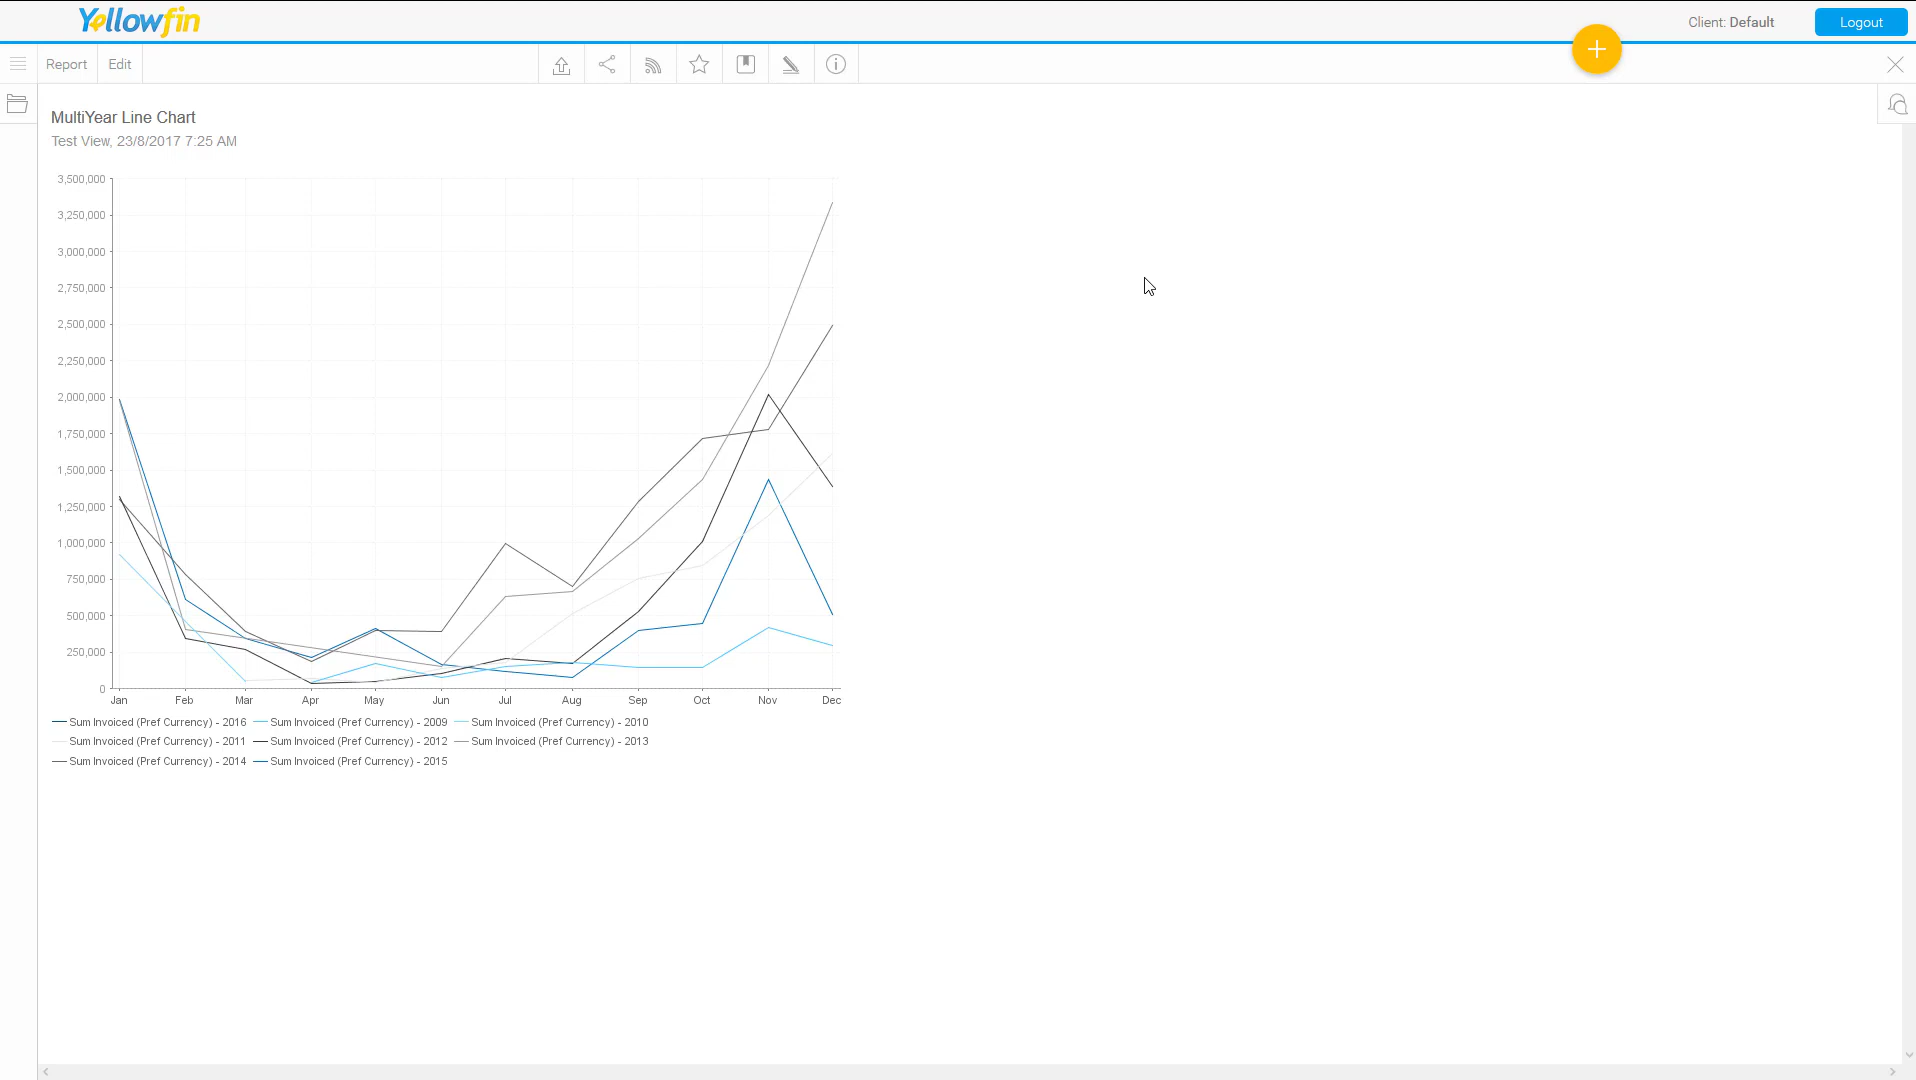 Yellowfin
Client: Default
Logout
Report
Edit
MultiYear Line Chart
Test View, 23/8/2017 7:25 AM
3,500,000
3,250,000
3,000,000
2,750,000
2,500,000
2,250,000
2,000,000
1,750,000
1,500,000
1,250,000
1,000,000
750,000
500,000
250,000
0
Jan Feb Mar Apr May Jun Jul Aug Sep Oct Nov Dec
Sum Invoiced (Pref Currency) - 2016 Sum Invoiced (Pref Currency) - 2009 Sum Invoiced (Pref Currency) - 2010
Sum Invoiced (Pref Currency) - 2011 Sum Invoiced (Pref Currency) - 2012 Sum Invoiced (Pref Currency) - 2013
Sum Invoiced (Pref Currency) - 2014 Sum Invoiced (Pref Currency) - 2015